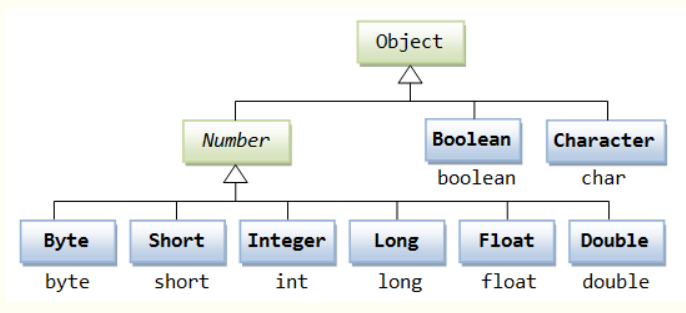 Object
Number Boolean Character
boolean char
Byte Short Integer Long Float Double
byte short int long float double